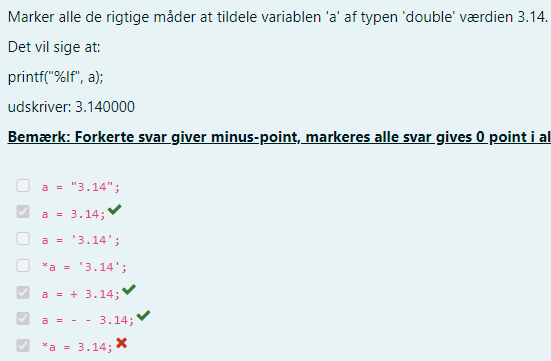 Marker alle de rigtige måder at tildele variablen 'a' af typen 'double' værdien 3.14.
Det vil sige at:
printf("%lf", a);
udskriver: 3.140000
Bemærk: Forkerte svar giver minus-point, markeres alle svar gives 0 point i al
a = "3.14";
a = 3.14;
a = '3.14';
*a = '3.14';
a = + 3.14;
a = - - 3.14;
*a = 3.14;